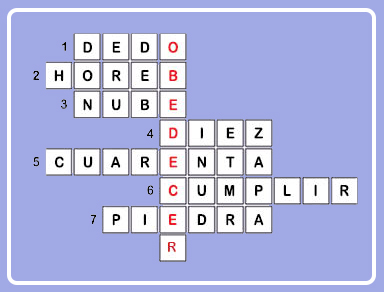 1 DEDO
2 HOREB
3 NUBE
4 DIEZ
5 CUARENTA
6 CUMPLIR
7 PIEDRA
R